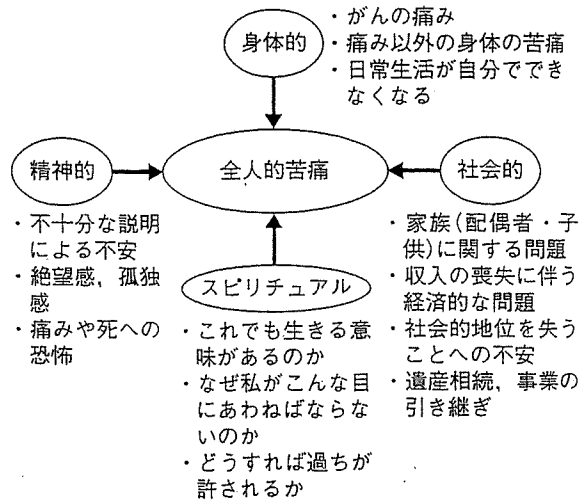 身体的
・がんの痛み
・痛み以外の身体の苦痛
・日常生活が自分ででき
なくなる
精神的
全人的苦痛
社会的
・不十分な説明
による不安
・絶望感，孤独
感
・痛みや死への
恐怖
スピリチュアル
・これでも生きる意
味があるのか
・なぜ私がこんな目
にあわねばならな
いのか
・どうすれば過ちが
許されるか
・家族(配偶者・子
供)に関する問題
・収入の喪失に伴う
経済的な問題
・社会的地位を失う
ことへの不安
・遺産相続，事業の
引き継ぎ